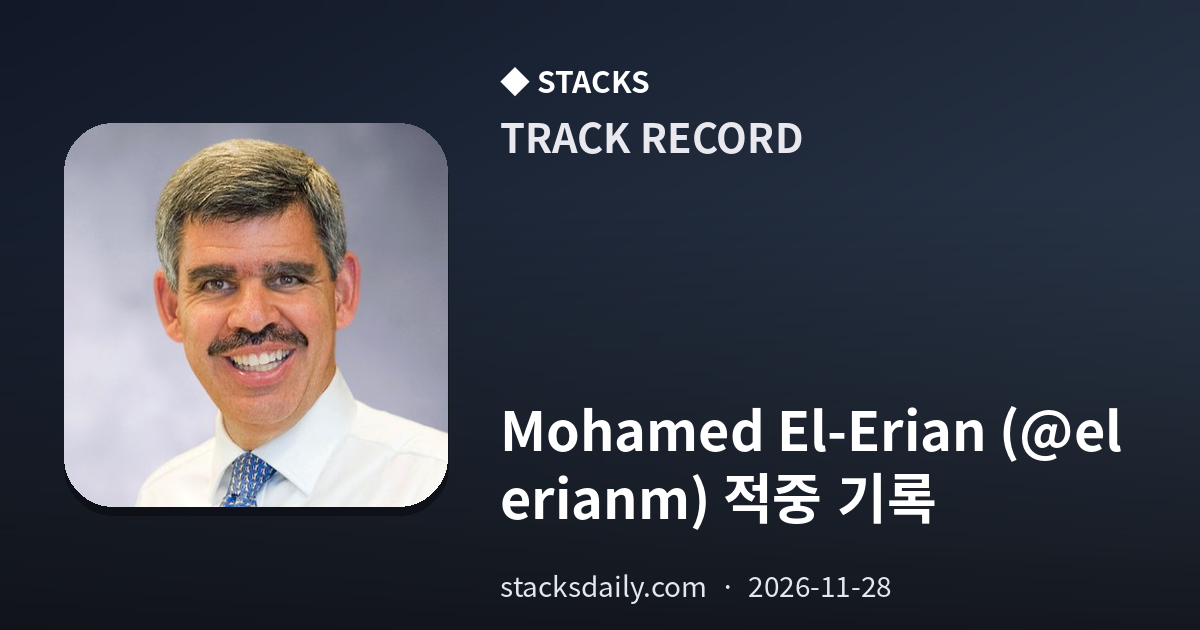 STACKS
TRACK RECORD
Mohamed El-Erian (@el
erianm) 적중 기록
stacksdaily.com · 2026-11-28